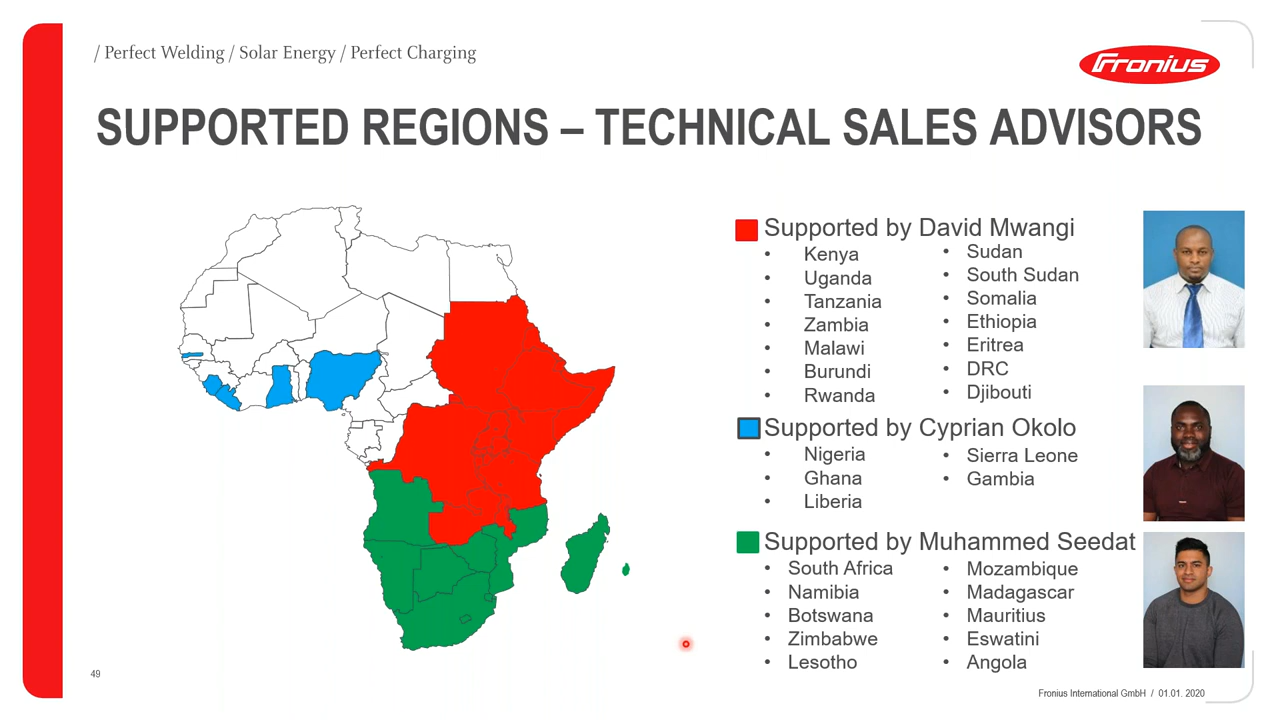 / Perfect Welding / Solar Energy / Perfect Charging
Fronius
SUPPORTED REGIONS – TECHNICAL SALES ADVISORS
Supported by David Mwangi
• Kenya
• Uganda
• Tanzania
• Zambia
• Malawi
• Burundi
• Rwanda
• Sudan
• South Sudan
• Somalia
• Ethiopia
• Eritrea
• DRC
• Djibouti
Supported by Cyprian Okolo
• Nigeria
• Ghana
• Liberia
• Sierra Leone
• Gambia
Supported by Muhammed Seedat
• South Africa
• Namibia
• Botswana
• Zimbabwe
• Lesotho
• Mozambique
• Madagascar
• Mauritius
• Eswatini
• Angola
49
Fronius International GmbH / 01.01. 2020